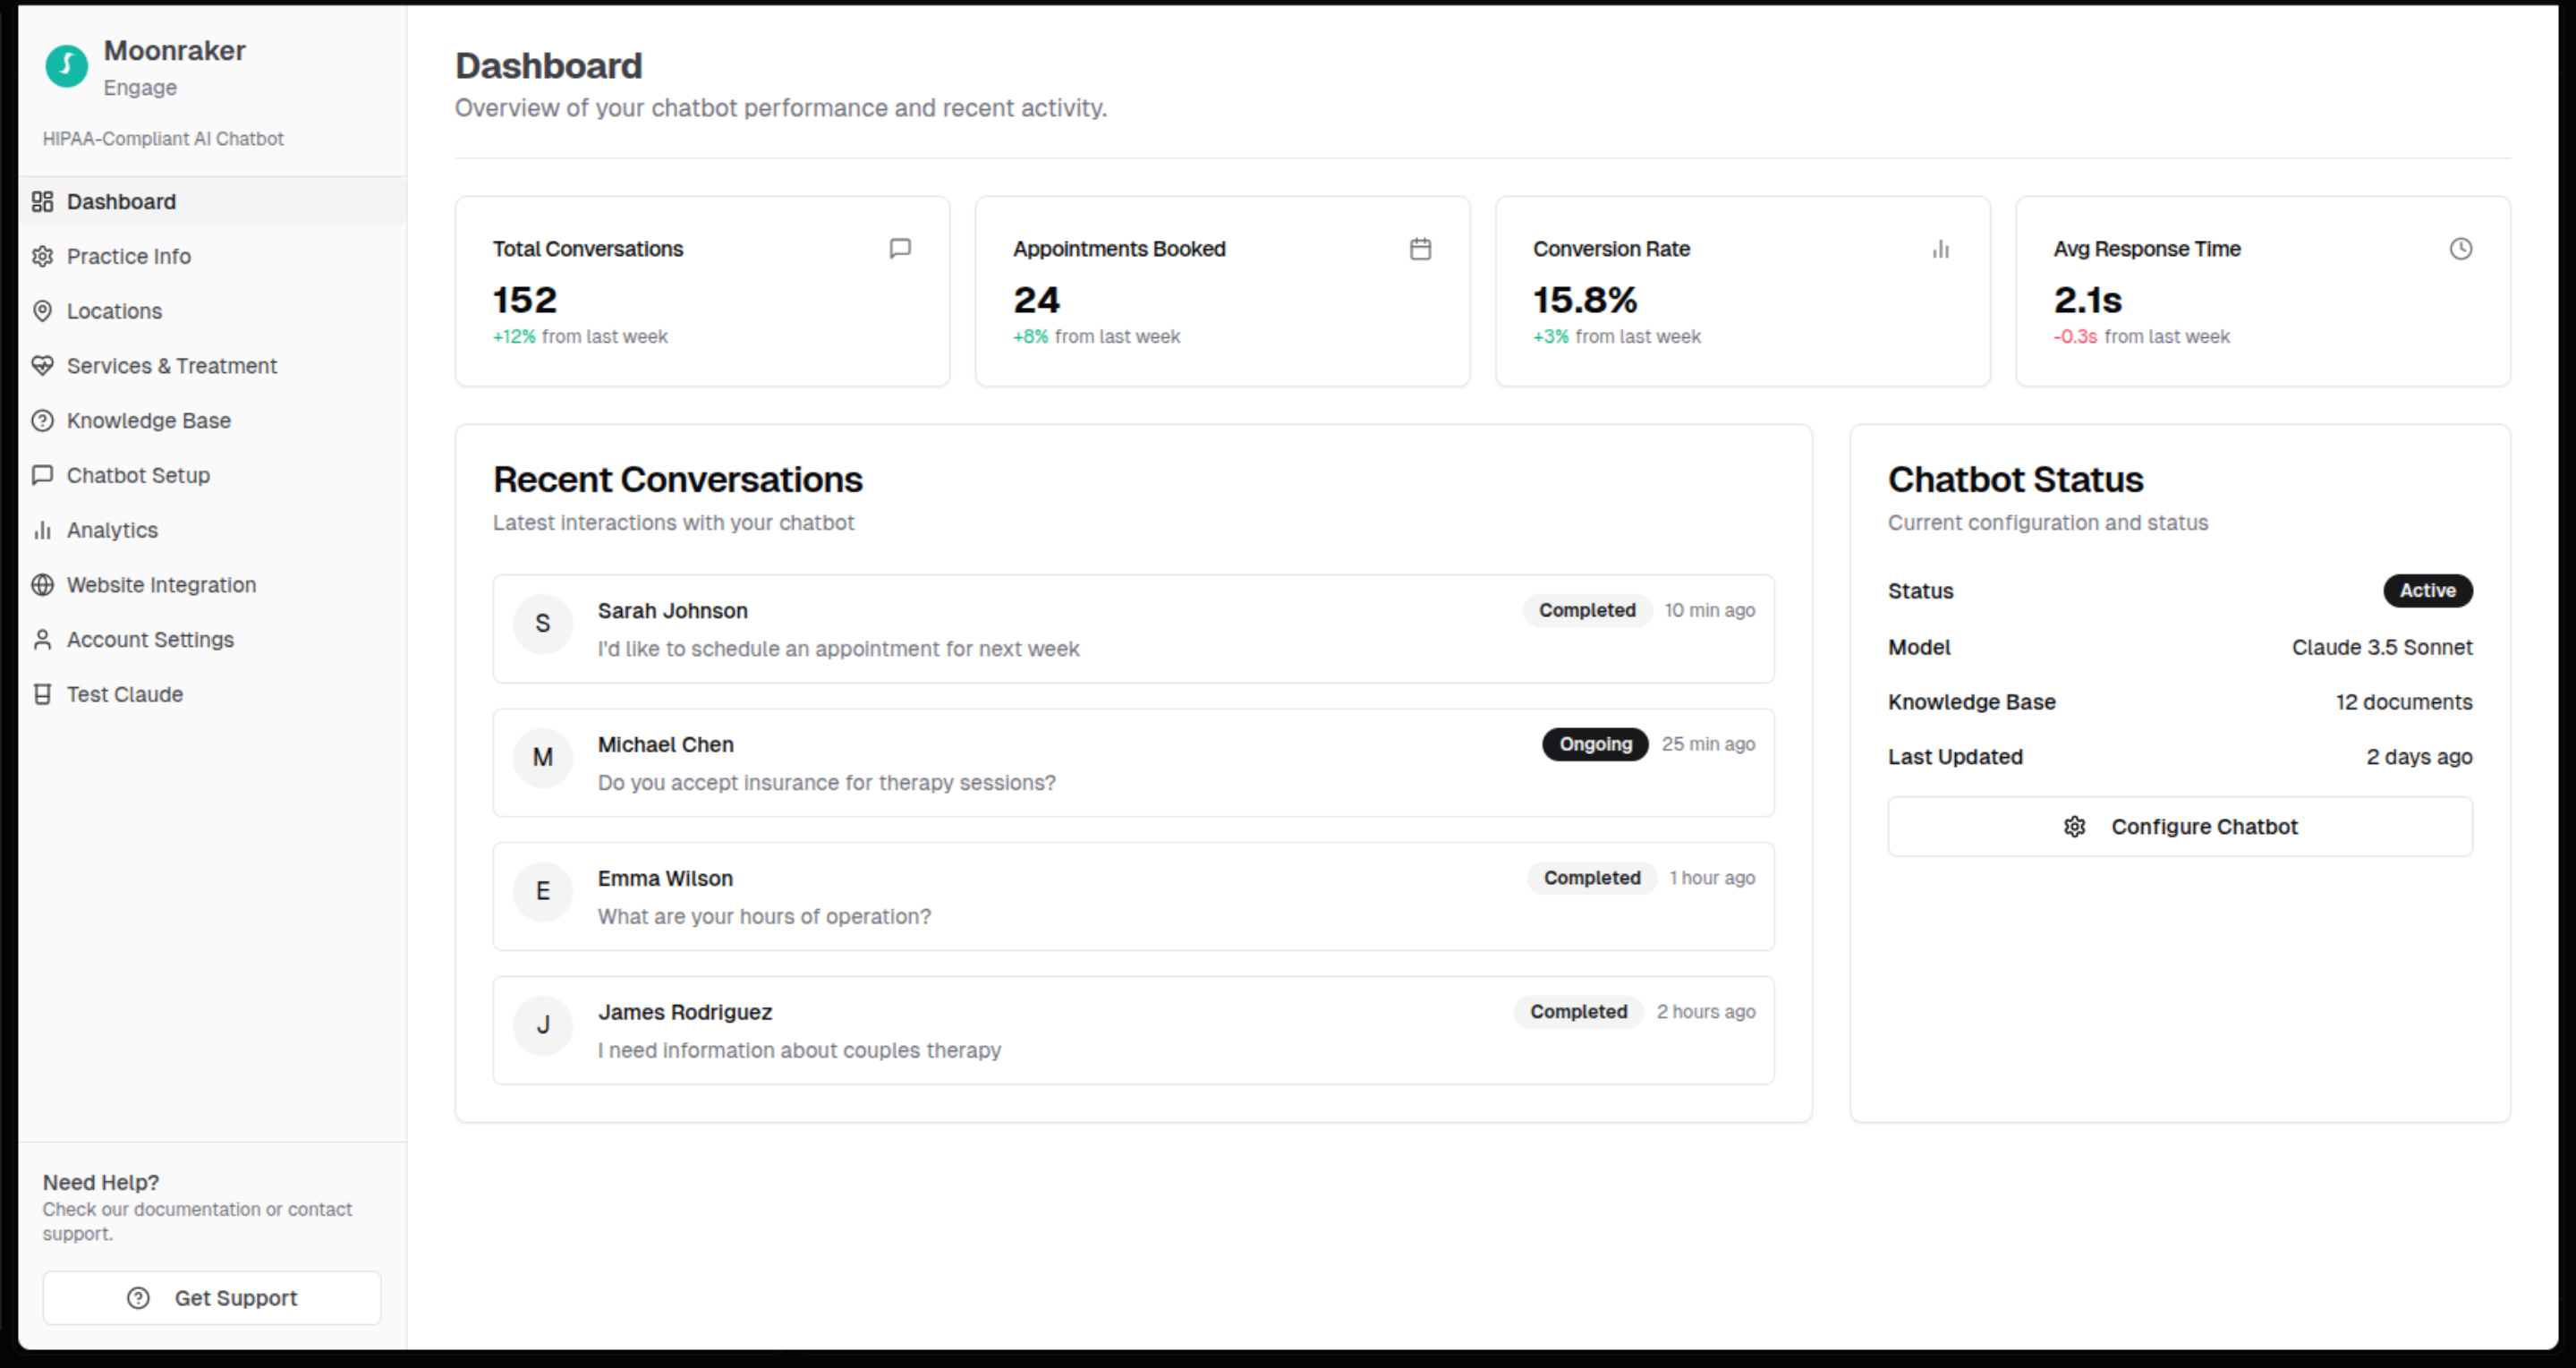 Moonraker
Engage
HIPAA-Compliant AI Chatbot
Dashboard
Practice Info
Locations
Services & Treatment
Knowledge Base
Chatbot Setup
Analytics
Website Integration
Account Settings
Test Claude
Need Help?
Check our documentation or contact
support.
Get Support
Dashboard
Overview of your chatbot performance and recent activity.
Total Conversations
152
+12% from last week
Appointments Booked
24
+8% from last week
Conversion Rate
15.8%
+3% from last week
Avg Response Time
2.1s
-0.3s from last week
Recent Conversations
Latest interactions with your chatbot
S
Sarah Johnson
Completed
10 min ago
I'd like to schedule an appointment for next week
M
Michael Chen
Ongoing
25 min ago
Do you accept insurance for therapy sessions?
E
Emma Wilson
Completed
1 hour ago
What are your hours of operation?
J
James Rodriguez
Completed
2 hours ago
I need information about couples therapy
Chatbot Status
Current configuration and status
Status
Active
Model
Claude 3.5 Sonnet
Knowledge Base
12 documents
Last Updated
2 days ago
Configure Chatbot